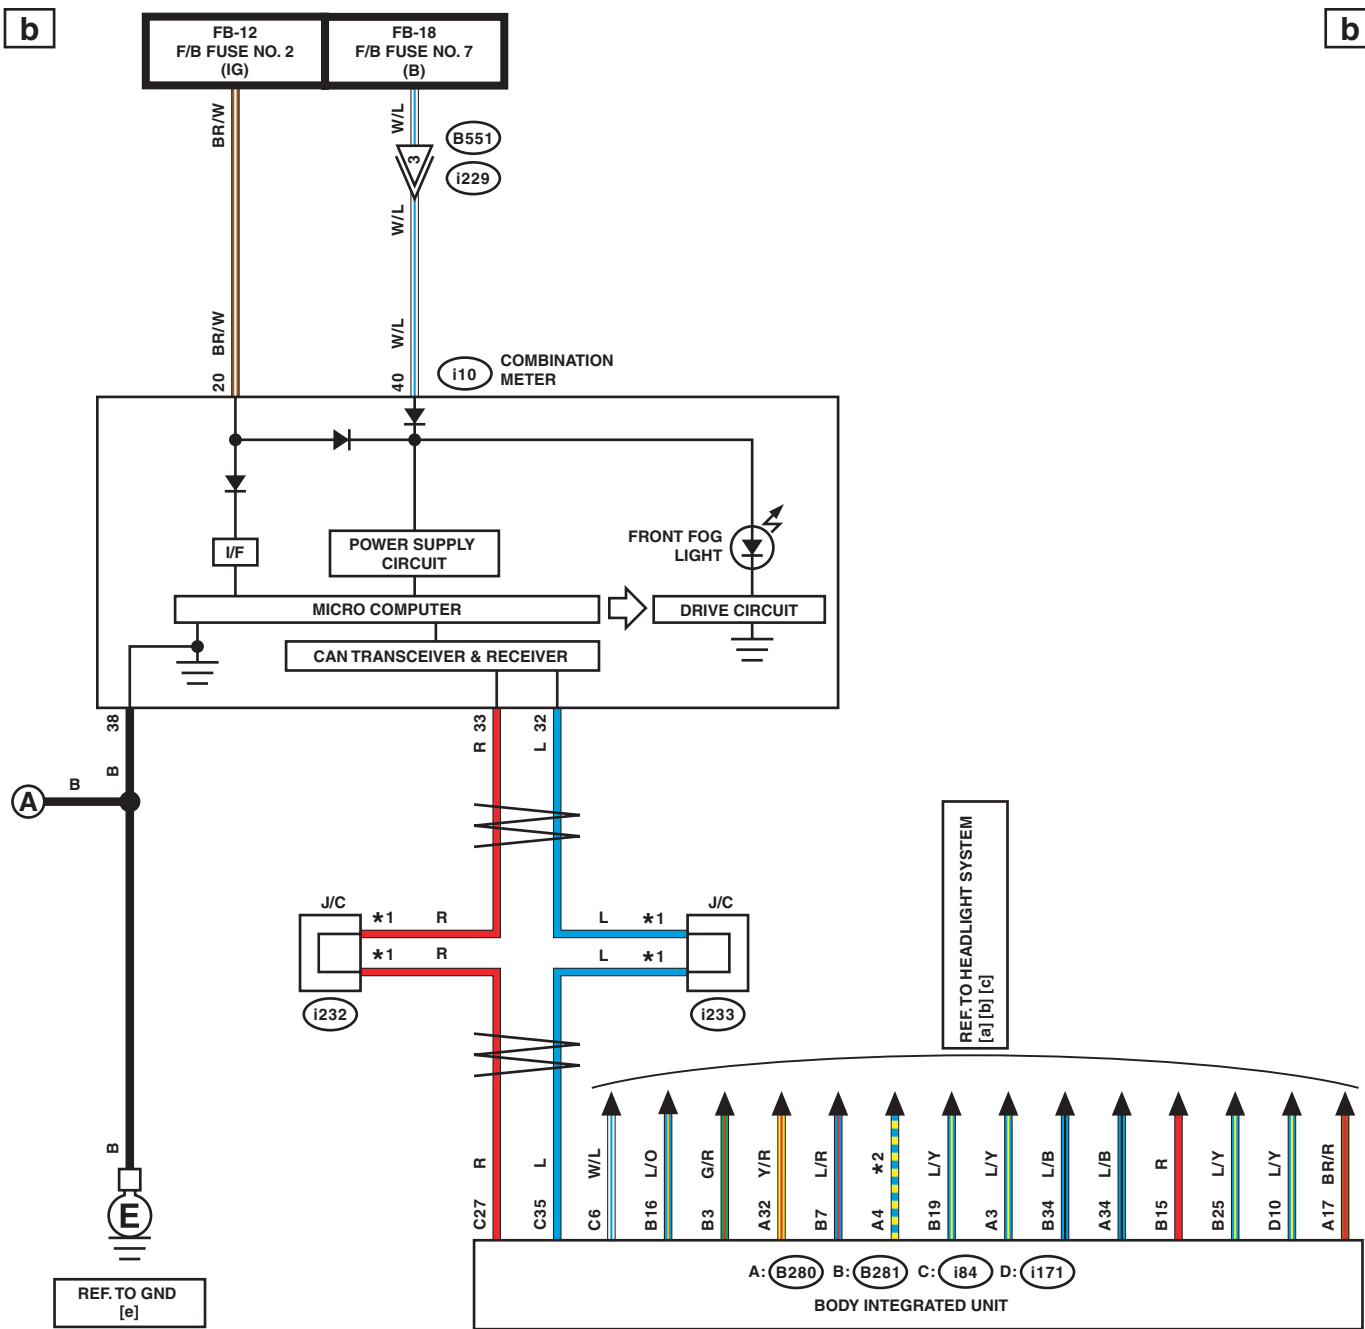 b
b
FB-12
F/B FUSE NO. 2
(IG)
FB-18
F/B FUSE NO. 7
(B)
BR/W
W/L
B551
3
i229
W/L
BR/W
W/L
20
40
i10
COMBINATION
METER
I/F
POWER SUPPLY
CIRCUIT
FRONT FOG
LIGHT
MICRO COMPUTER
DRIVE CIRCUIT
CAN TRANSCEIVER & RECEIVER
38
R 33
L 32
B
B
A
J/C
*1 R
*1 R
i232
J/C
L *1
L *1
i233
REF. TO HEADLIGHT SYSTEM
[a] [b] [c]
B
E
REF. TO GND
[e]
C27 R
C35 L
C6 W/L
B16 L/O
B3 G/R
A32 Y/R
B7 L/R
A4 *2
B19 L/Y
A3 L/Y
B34 L/B
A34 L/B
B15 R
B25 L/Y
D10 L/Y
A17 BR/R
A: B280 B: B281 C: i84 D: i171
BODY INTEGRATED UNIT